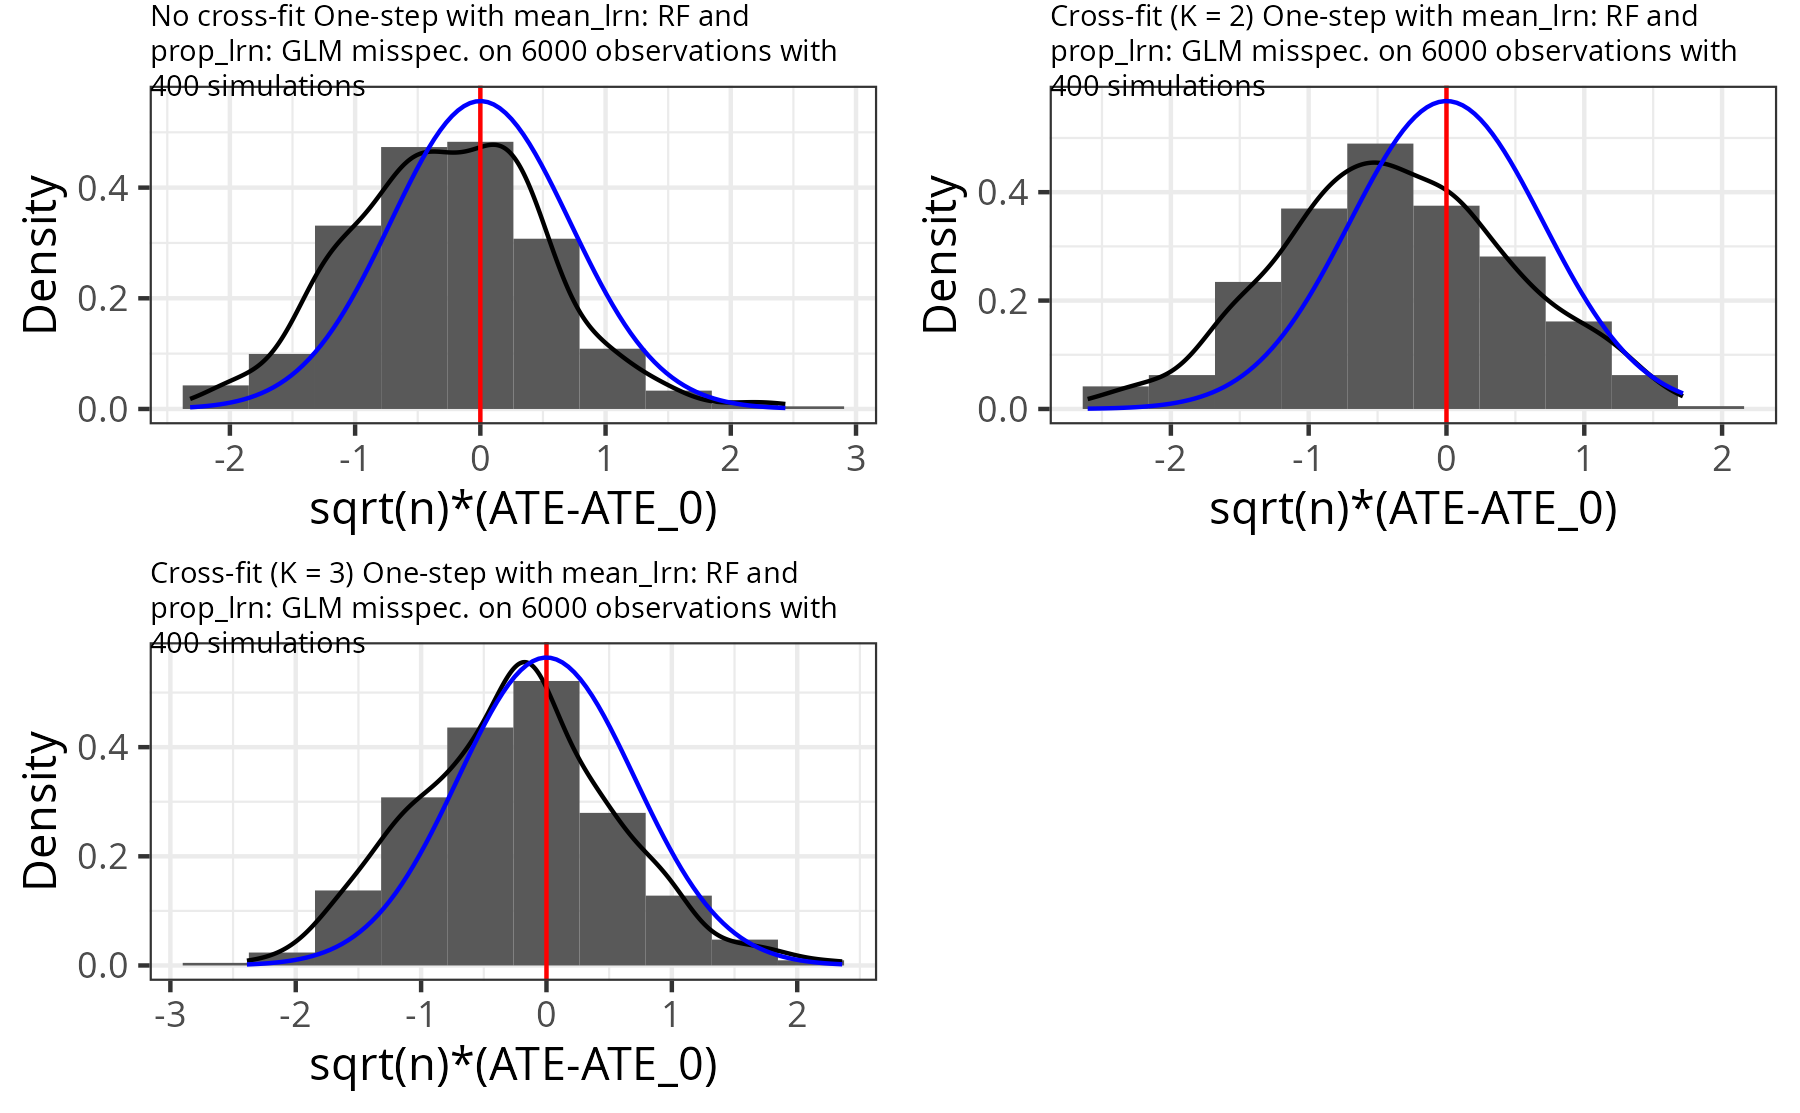 No cross-fit One-step with mean_lrn: RF and
prop_lrn: GLM misspec. on 6000 observations with
400 simulations
Density
0.4
0.2
0.0
-2
-1
0
1
2
3
sqrt(n)*(ATE-ATE_0)
Cross-fit (K = 2) One-step with mean_lrn: RF and
prop_lrn: GLM misspec. on 6000 observations with
400 simulations
Density
0.4
0.2
0.0
-2
-1
0
1
2
sqrt(n)*(ATE-ATE_0)
Cross-fit (K = 3) One-step with mean_lrn: RF and
prop_lrn: GLM misspec. on 6000 observations with
400 simulations
Density
0.4
0.2
0.0
-3
-2
-1
0
1
2
sqrt(n)*(ATE-ATE_0)